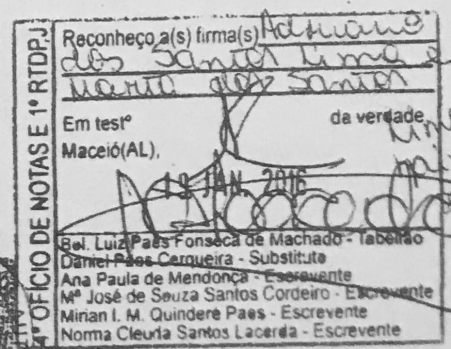 Reconheço a(s) firma(s) Adriano
dos Santos Lima e
Maria dos Santos
Em testº da verdade
Maceió(AL),
JAN. 2016
Bel. Luiz Paes Fonseca de Machado - Tabelião
Daniel Paes Cerqueira - Substituto
Ana Paula de Mendonça - Escrevente
Mª José de Souza Santos Cordeiro - Escrevente
Mirian I. M. Quinderé Paes - Escrevente
Norma Cleuria Santos Lacerda - Escrevente
4º OFÍCIO DE NOTAS E 1º RTDPJ